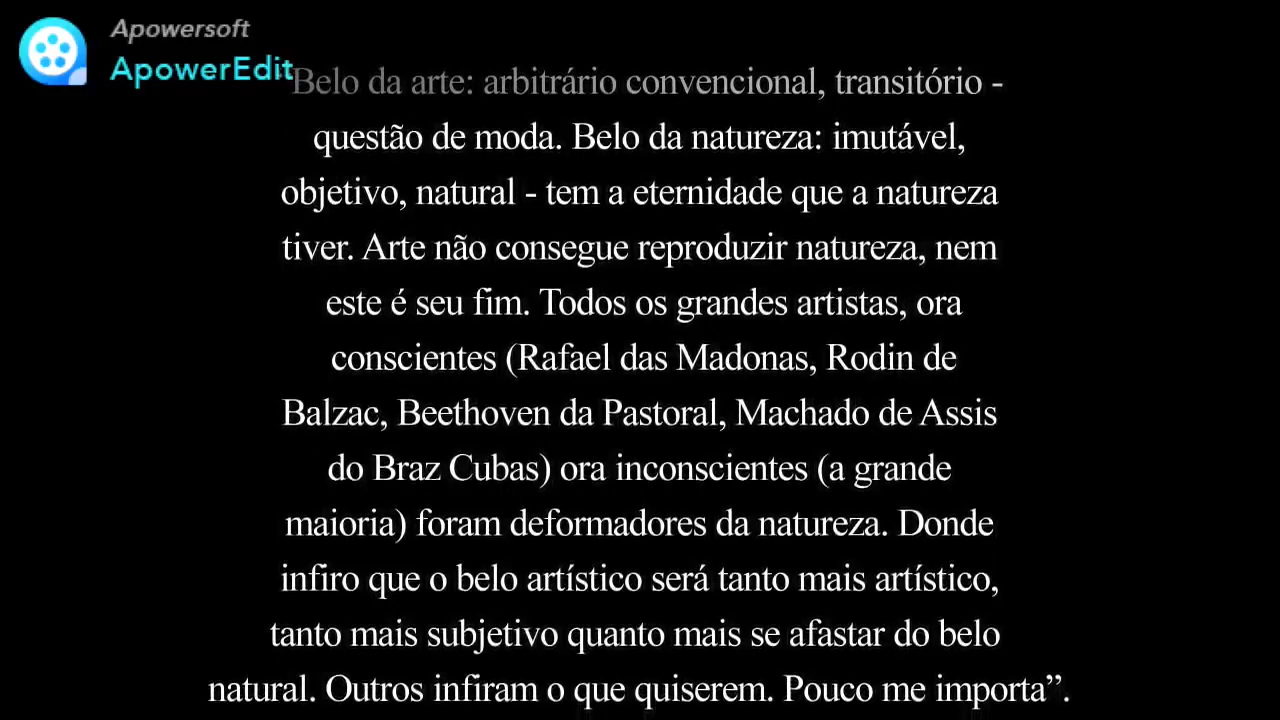 Apowersoft
ApowerEdit
Belo da arte: arbitrário convencional, transitório -
questão de moda. Belo da natureza: imutável,
objetivo, natural - tem a eternidade que a natureza
tiver. Arte não consegue reproduzir natureza, nem
este é seu fim. Todos os grandes artistas, ora
conscientes (Rafael das Madonas, Rodin de
Balzac, Beethoven da Pastoral, Machado de Assis
do Braz Cubas) ora inconscientes (a grande
maioria) foram deformadores da natureza. Donde
infiro que o belo artístico será tanto mais artístico,
tanto mais subjetivo quanto mais se afastar do belo
natural. Outros infiram o que quiserem. Pouco me importa”.